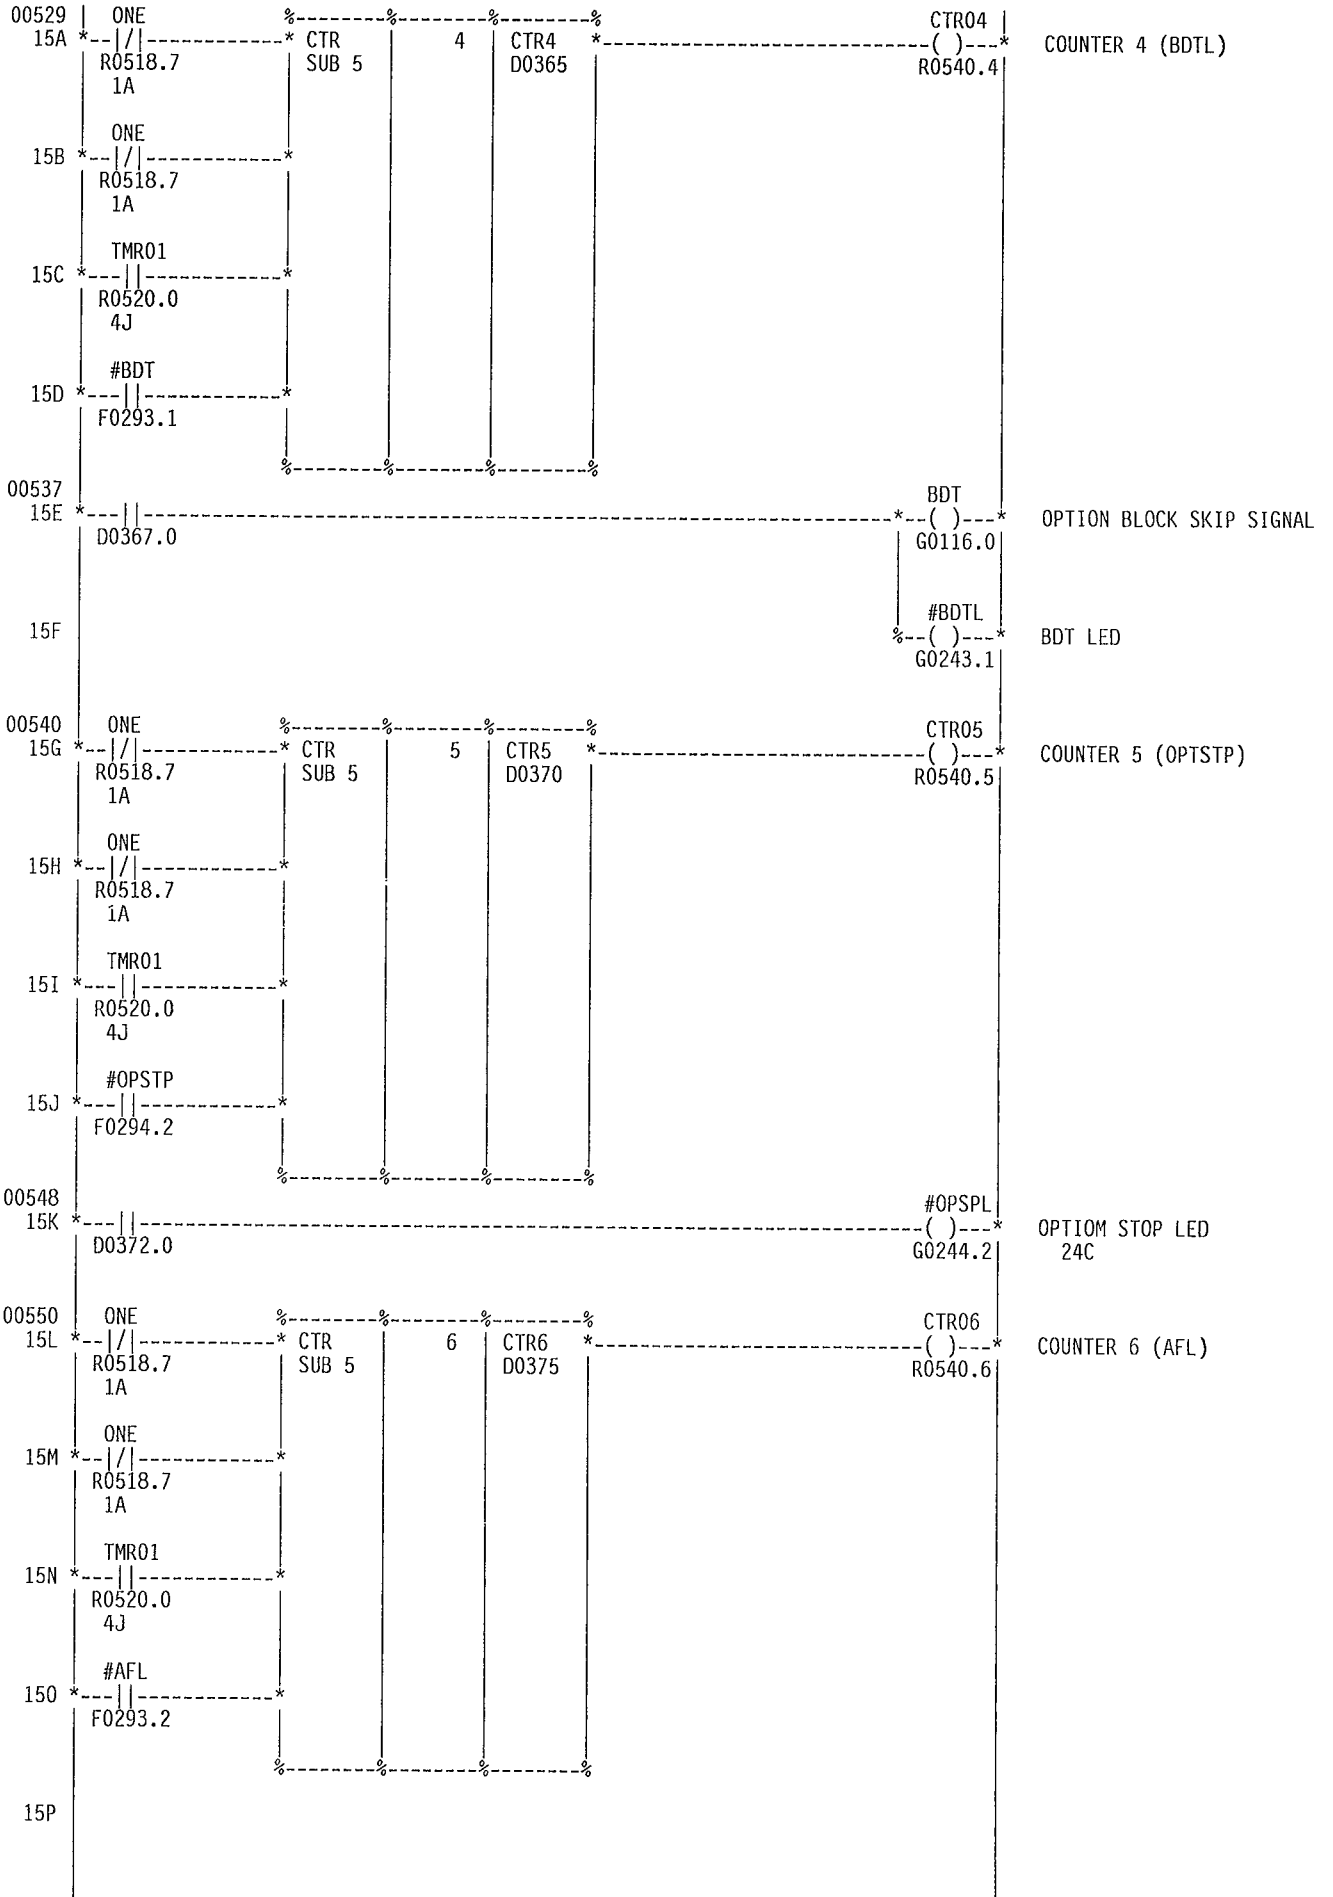 00529 ONE CTR04
15A CTR 4 CTR4 COUNTER 4 (BDTL)
R0518.7 SUB 5 D0365 R0540.4
1A
ONE
15B
R0518.7
1A
TMR01
15C
R0520.0
4J
#BDT
15D
F0293.1
00537 BDT
15E OPTION BLOCK SKIP SIGNAL
D0367.0 G0116.0
#BDTL
15F BDT LED
G0243.1
00540 ONE CTR05
15G CTR 5 CTR5 COUNTER 5 (OPTSTP)
R0518.7 SUB 5 D0370 R0540.5
1A
ONE
15H
R0518.7
1A
TMR01
15I
R0520.0
4J
#OPSTP
15J
F0294.2
00548 #OPSPL
15K OPTIOM STOP LED
D0372.0 G0244.2 24C
00550 ONE CTR06
15L CTR 6 CTR6 COUNTER 6 (AFL)
R0518.7 SUB 5 D0375 R0540.6
1A
ONE
15M
R0518.7
1A
TMR01
15N
R0520.0
4J
#AFL
15O
F0293.2
15P